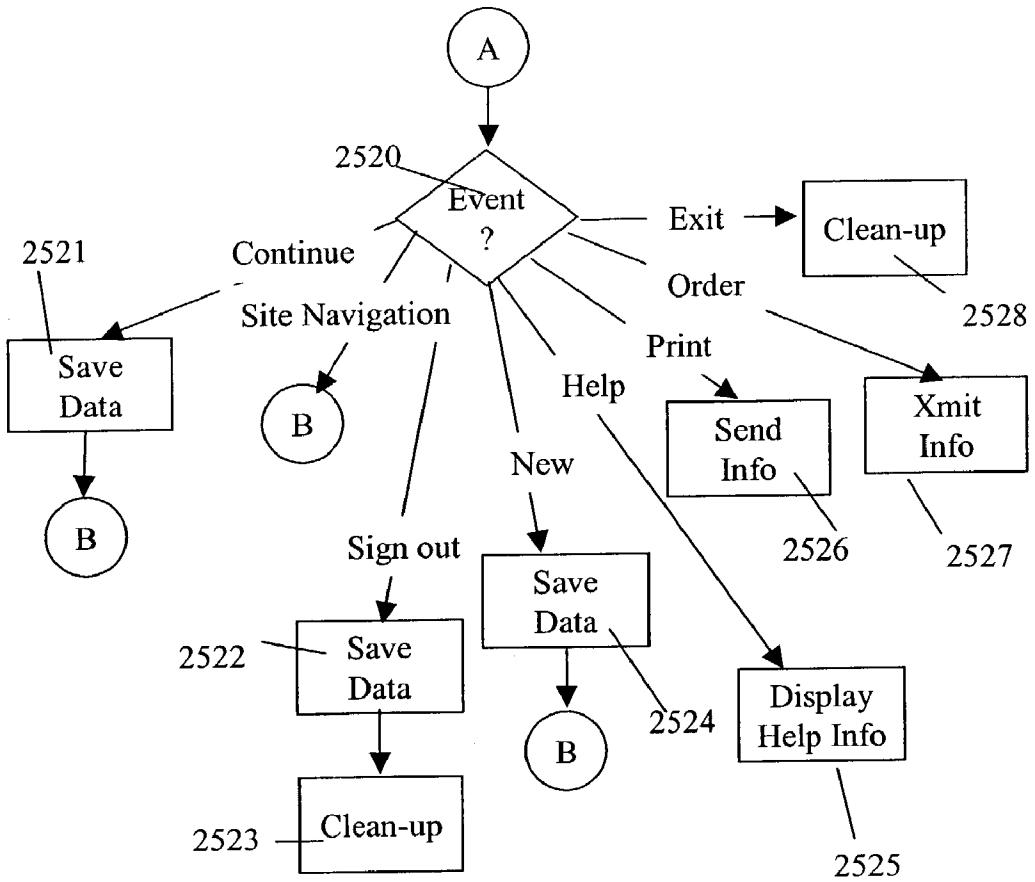 A
2520
Event
?
Exit
Clean-up
2528
Continue
2521
Order
Site Navigation
Print
Save
Data
Help
B
Send
Info
Xmit
Info
New
B
2526
2527
Sign out
Save
Data
2522
Save
Data
2524
Display
Help Info
B
2523
Clean-up
2525